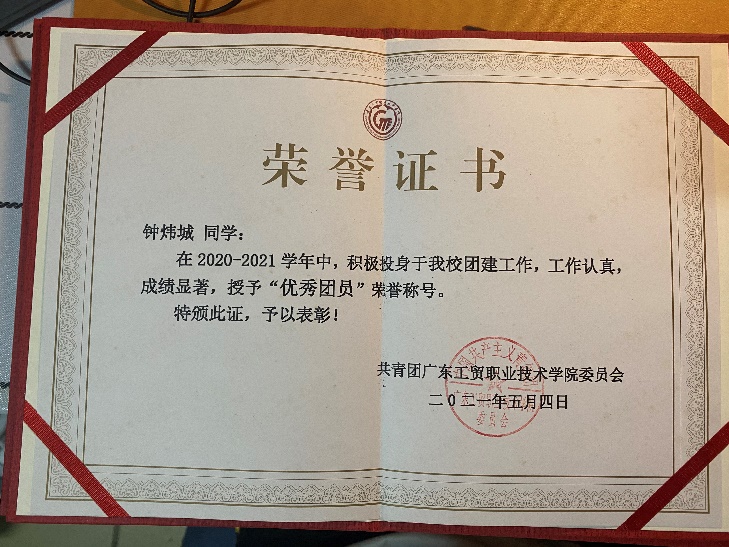 荣誉证书
钟炜城 同学：
在 2020-2021 学年中，积极投身于我校团建工作，工作认真，
成绩显著，授予“优秀团员”荣誉称号。
特颁此证，予以表彰！
共青团广东工贸职业技术学院委员会
二〇二一年五月四日
委员会